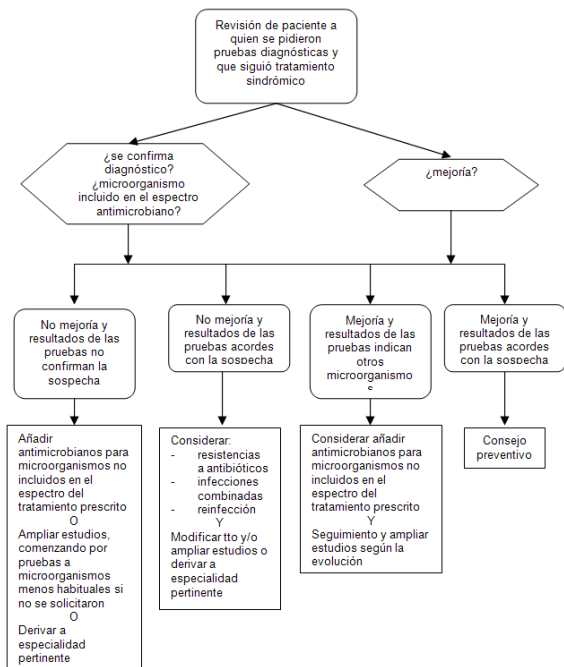 Revisión de paciente a
quien se pidieron
pruebas diagnósticas y
que siguió tratamiento
sindrómico
¿se confirma
diagnóstico?
¿microorganismo
incluido en el espectro
antimicrobiano?
¿mejoría?
No mejoría y
resultados de las
pruebas no
confirman la
sospecha
No mejoría y
resultados de las
pruebas acordes
con la sospecha
Mejoría y
resultados de las
pruebas indican
otros
microorganismo
s
Mejoría y
resultados de las
pruebas acordes
con la sospecha
Añadir
antimicrobianos para
microorganismos no
incluidos en el
espectro del
tratamiento prescrito
O
Ampliar estudios,
comenzando por
pruebas a
microorganismos
menos habituales si
no se solicitaron
O
Derivar a
especialidad
pertinente
Considerar:
- resistencias
a antibióticos
- infecciones
combinadas
- reinfección
Y
Modificar tto y/o
ampliar estudios o
derivar a
especialidad
pertinente
Considerar añadir
antimicrobianos para
microorganismos no
incluidos en el
espectro del
tratamiento prescrito
Y
Seguimiento y ampliar
estudios según la
evolución
Consejo
preventivo